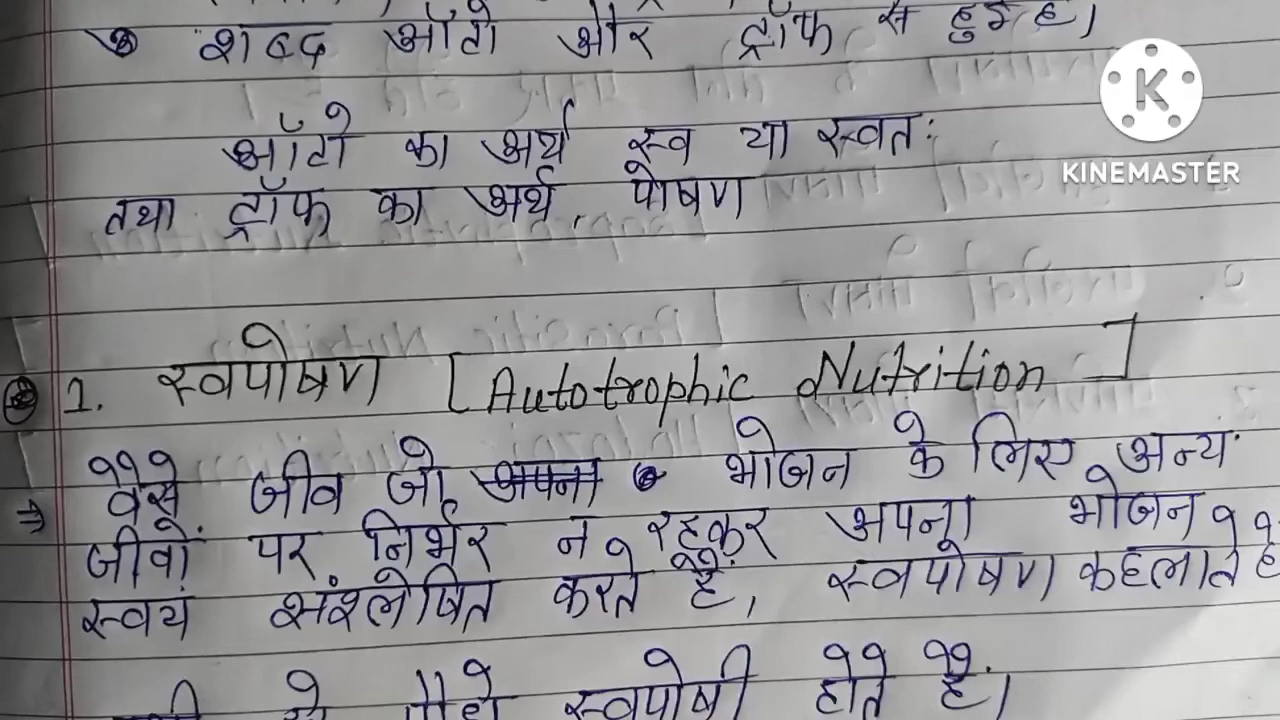 शब्द ऑटो और ट्रॉफ से हुई है।
ऑटो का अर्थ स्व या स्वतः
तथा ट्रॉफ का अर्थ पोषण
1. स्वपोषण [Autotrophic Nutrition]
⇒ वैसे जीव जो भोजन के लिए अन्य
जीवों पर निर्भर न रहकर अपना भोजन
स्वयं संश्लेषित करते है, स्वपोषण कहलाते है
पौधे स्वपोषी होते है।
K
KINEMASTER